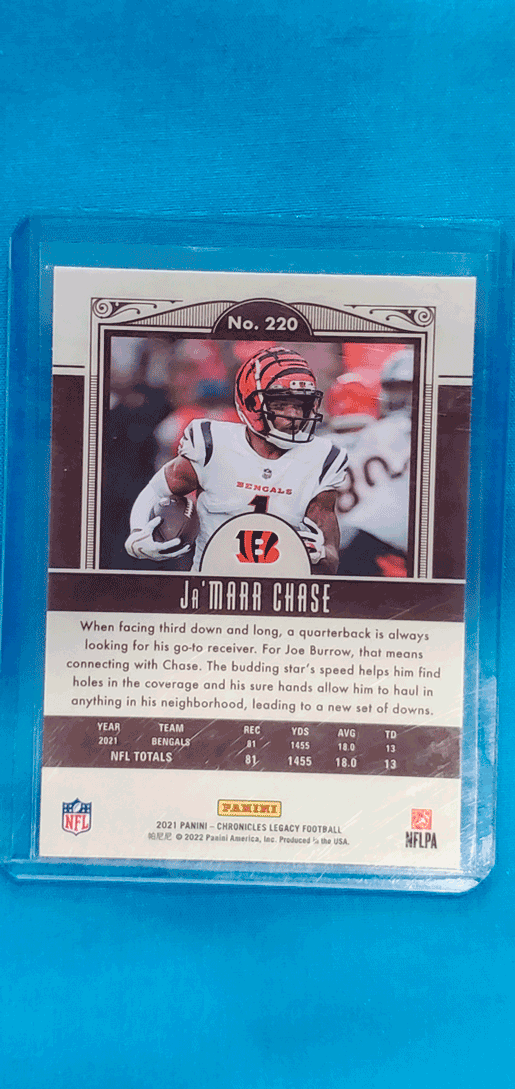 No. 220
BENGALS
1
80
B
JA'MARR CHASE
When facing third down and long, a quarterback is always
looking for his go-to receiver. For Joe Burrow, that means
connecting with Chase. The budding star's speed helps him find
holes in the coverage and his sure hands allow him to haul in
anything in his neighborhood, leading to a new set of downs.
YEAR TEAM REC YDS AVG TD
2021 BENGALS 81 1455 18.0 13
NFL TOTALS 81 1455 18.0 13
NFL
PANINI
2021 PANINI – CHRONICLES LEGACY FOOTBALL
帕尼尼 © 2022 Panini America, Inc. Produced in the USA.
NFLPA